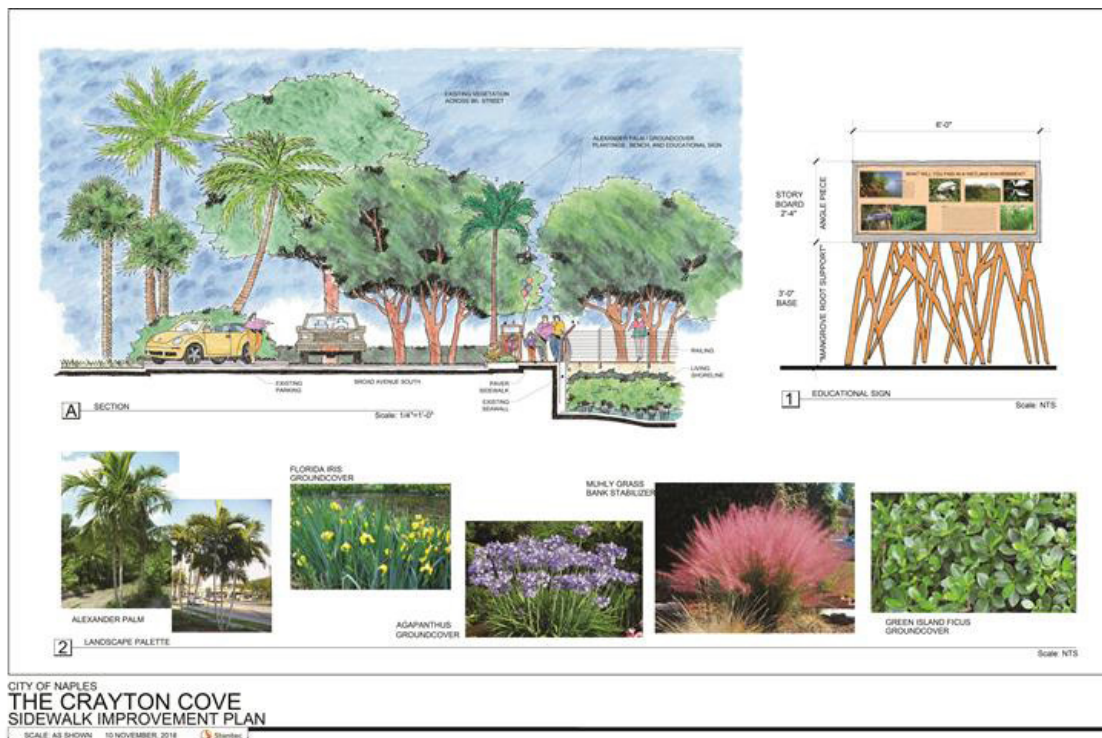 EXISTING VEGETATION
ACROSS 8th STREET
ALEXANDER PALM / GROUNDCOVER
PLANTINGS, BENCH, AND EDUCATIONAL SIGN
RAILING
LIVING
SHORELINE
EXISTING
PARKING
BROAD AVENUE SOUTH
PAVER
SIDEWALK
EXISTING
SEAWALL
A SECTION
Scale: 1/4"=1'-0"
6'-0"
STORY
BOARD
2'-4"
ANGLE PIECE
3'-0"
BASE
"MANGROVE ROOT SUPPORT"
WHAT WILL YOU FIND IN A WETLAND ENVIRONMENT?
1 EDUCATIONAL SIGN
Scale: NTS
ALEXANDER PALM
FLORIDA IRIS
GROUNDCOVER
AGAPANTHUS
GROUNDCOVER
MUHLY GRASS
BANK STABILIZER
GREEN ISLAND FICUS
GROUNDCOVER
2 LANDSCAPE PALETTE
Scale: NTS
CITY OF NAPLES
THE CRAYTON COVE
SIDEWALK IMPROVEMENT PLAN
SCALE: AS SHOWN 10 NOVEMBER, 2018 Stantec